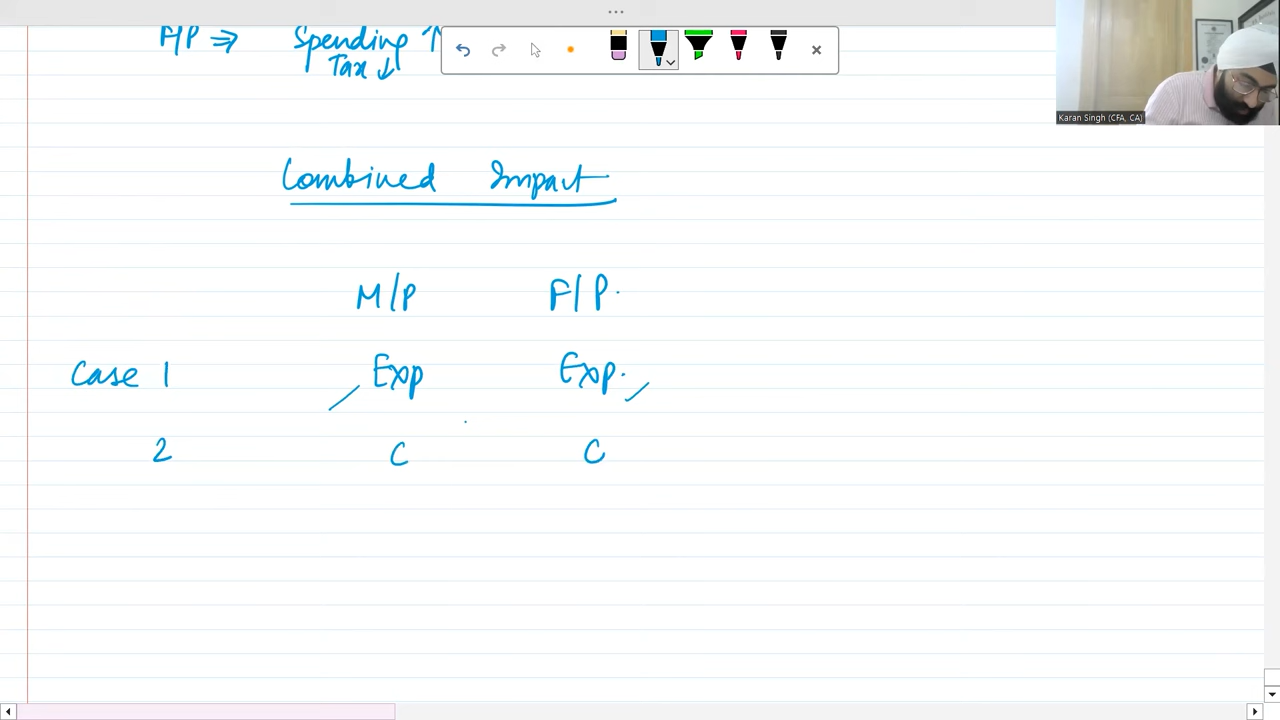 F/P ⇒ Spending ↑
Tax ↓
Karan Singh (CFA, CA)
Combined Impact
M/P F/P.
Case 1 Exp Exp.
2 C C